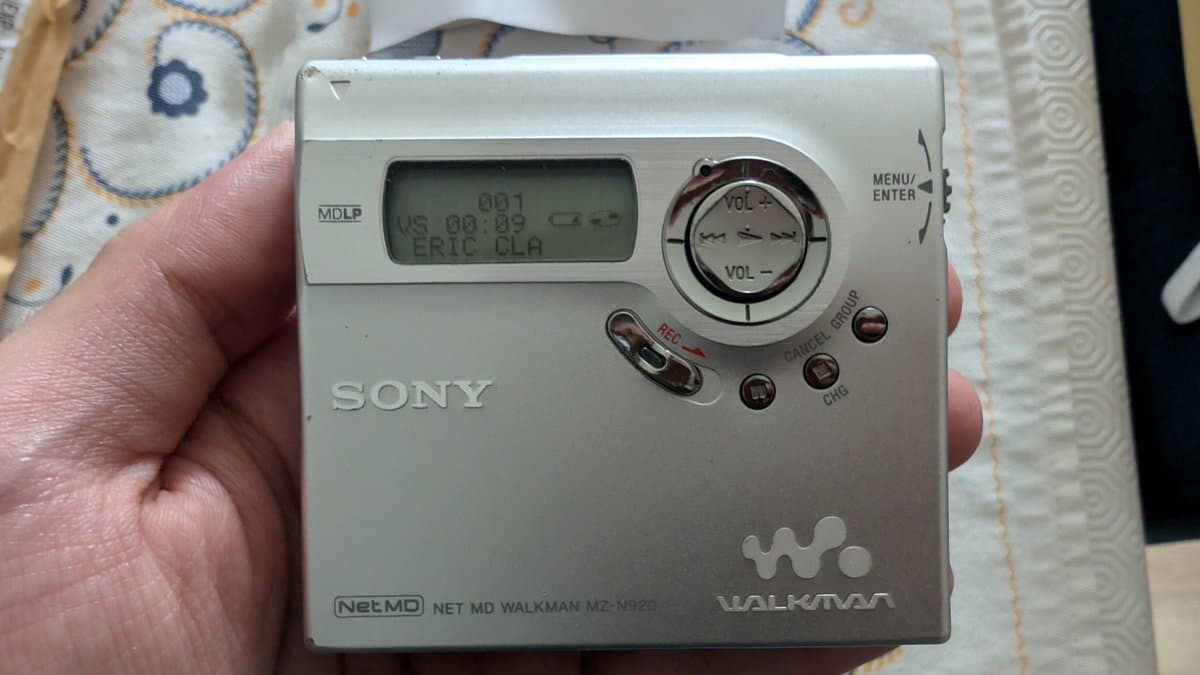 EXP
MDLP
001
VS 00:09
ERIC CLA
VOL +
VOL -
MENU/
ENTER
REC
GROUP
CANCEL
CHG
SONY
NetMD
NET MD WALKMAN MZ-N920
WALKMAN